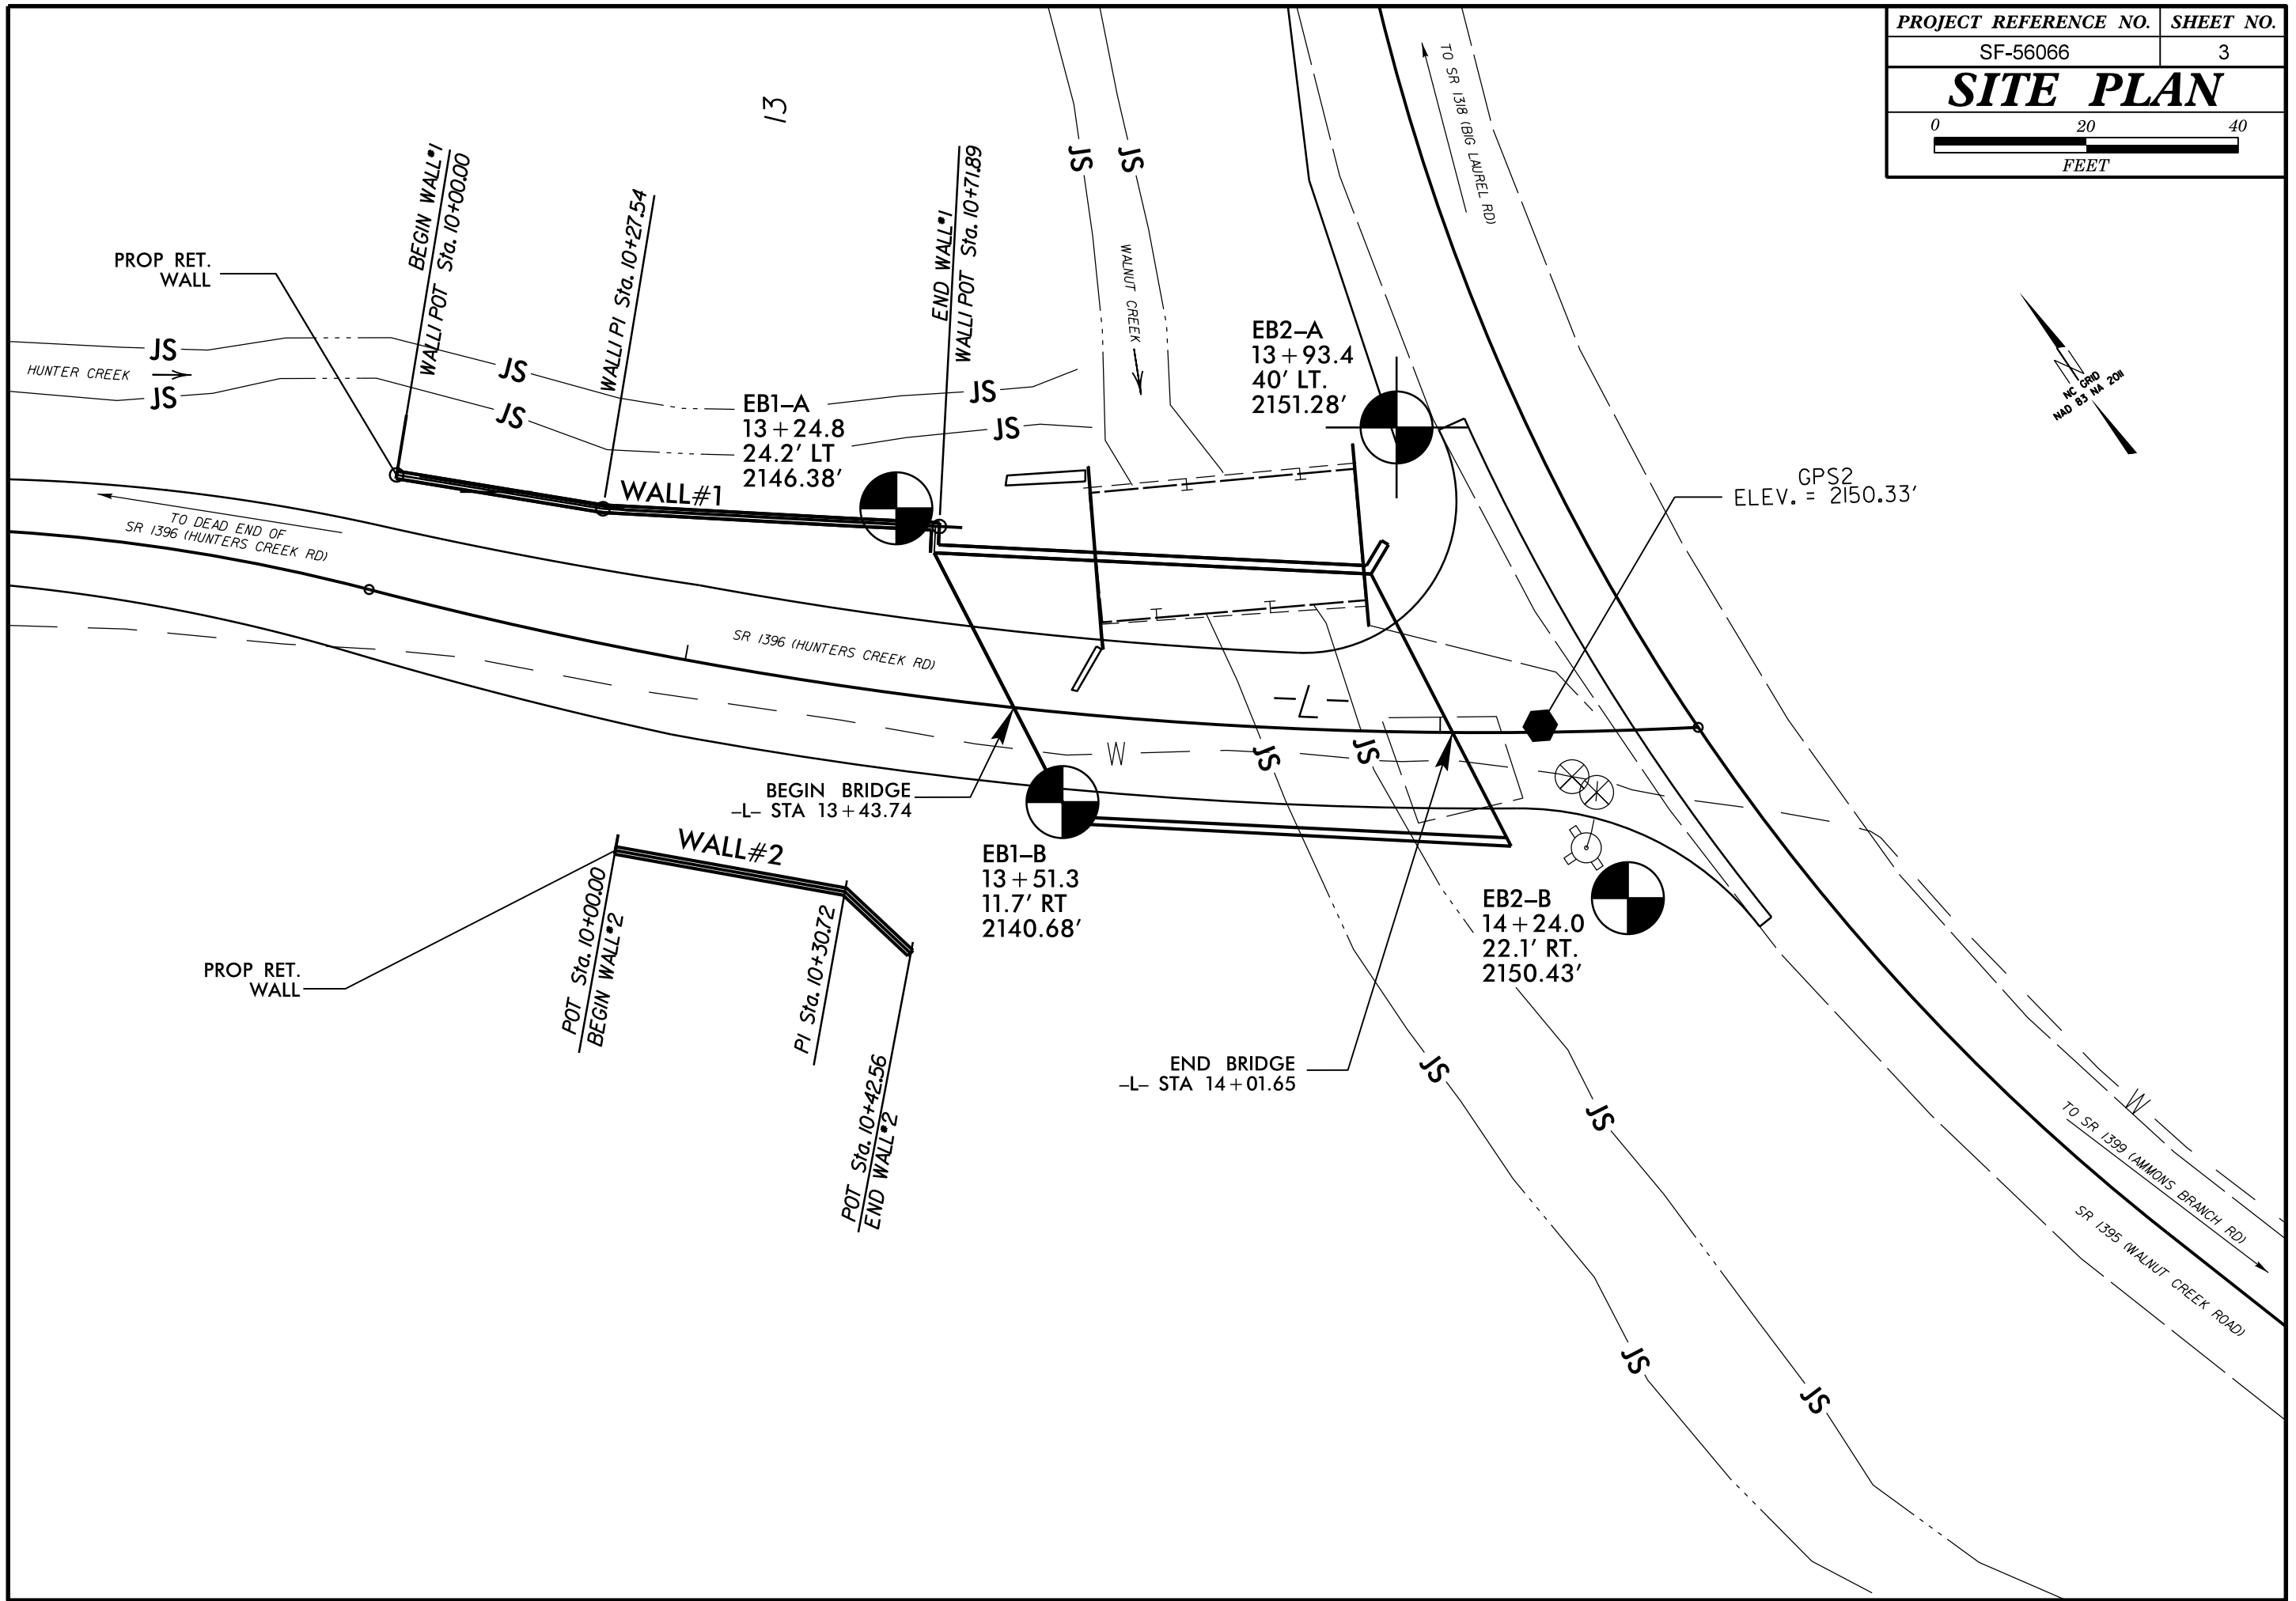 PROJECT REFERENCE NO.
SHEET NO.
SF-56066
3
SITE PLAN
0 20 40
FEET
13
TO SR 1318 (BIG LAUREL RD)
BEGIN WALL#1
WALL1 POT Sta. 10+00.00
WALL1 PI Sta. 10+27.54
END WALL#1
WALL1 POT Sta. 10+71.89
JS
JS
WALNUT CREEK
PROP RET.
WALL
HUNTER CREEK
JS
JS
JS
JS
JS
JS
EB1–A
13+24.8
24.2' LT
2146.38'
EB2–A
13+93.4
40' LT.
2151.28'
NC GRID
NAD 83 NA 2011
GPS2
ELEV. = 2150.33'
WALL#1
TO DEAD END OF
SR 1396 (HUNTERS CREEK RD)
SR 1396 (HUNTERS CREEK RD)
–L–
W
JS
JS
BEGIN BRIDGE
–L– STA 13+43.74
WALL#2
EB1–B
13+51.3
11.7' RT
2140.68'
EB2–B
14+24.0
22.1' RT.
2150.43'
PROP RET.
WALL
POT Sta. 10+00.00
BEGIN WALL#2
PI Sta. 10+30.72
POT Sta. 10+42.56
END WALL#2
END BRIDGE
–L– STA 14+01.65
JS
JS
W
TO SR 1399 (AMMONS BRANCH RD)
SR 1395 (WALNUT CREEK ROAD)
JS
JS